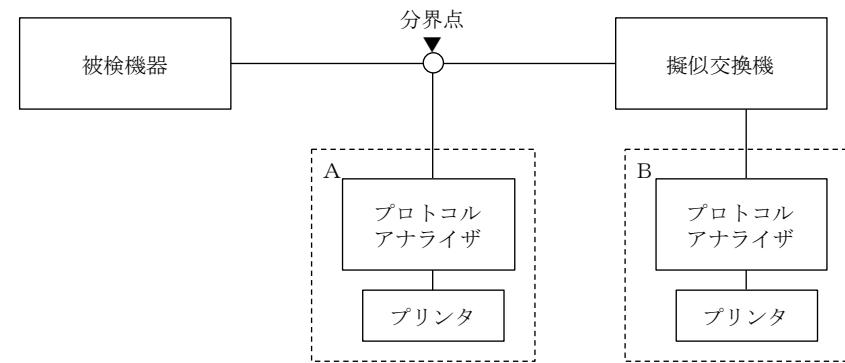 分界点
被検機器
擬似交換機
A
プロトコル
アナライザ
プリンタ
B
プロトコル
アナライザ
プリンタ